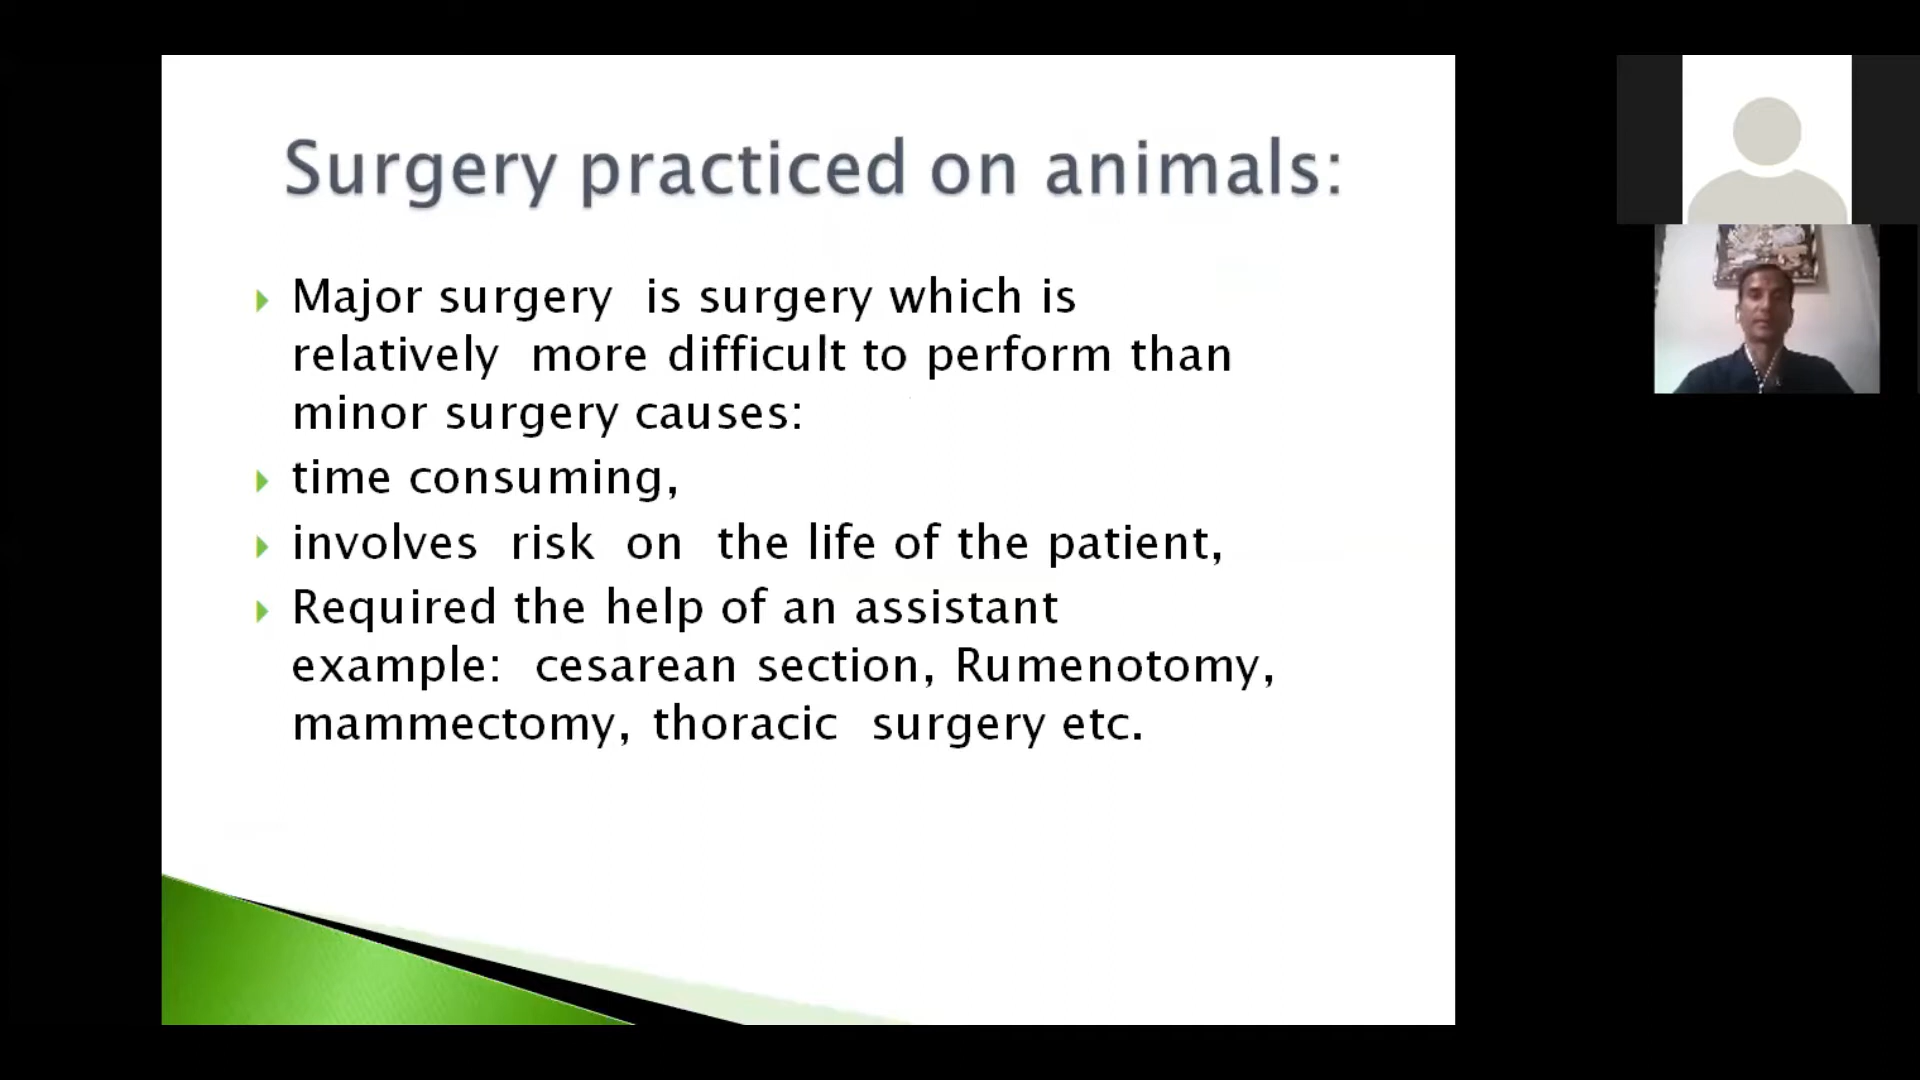 Surgery practiced on animals:
Major surgery is surgery which is
relatively more difficult to perform than
minor surgery causes:
time consuming,
involves risk on the life of the patient,
Required the help of an assistant
example: cesarean section, Rumenotomy,
mammectomy, thoracic surgery etc.